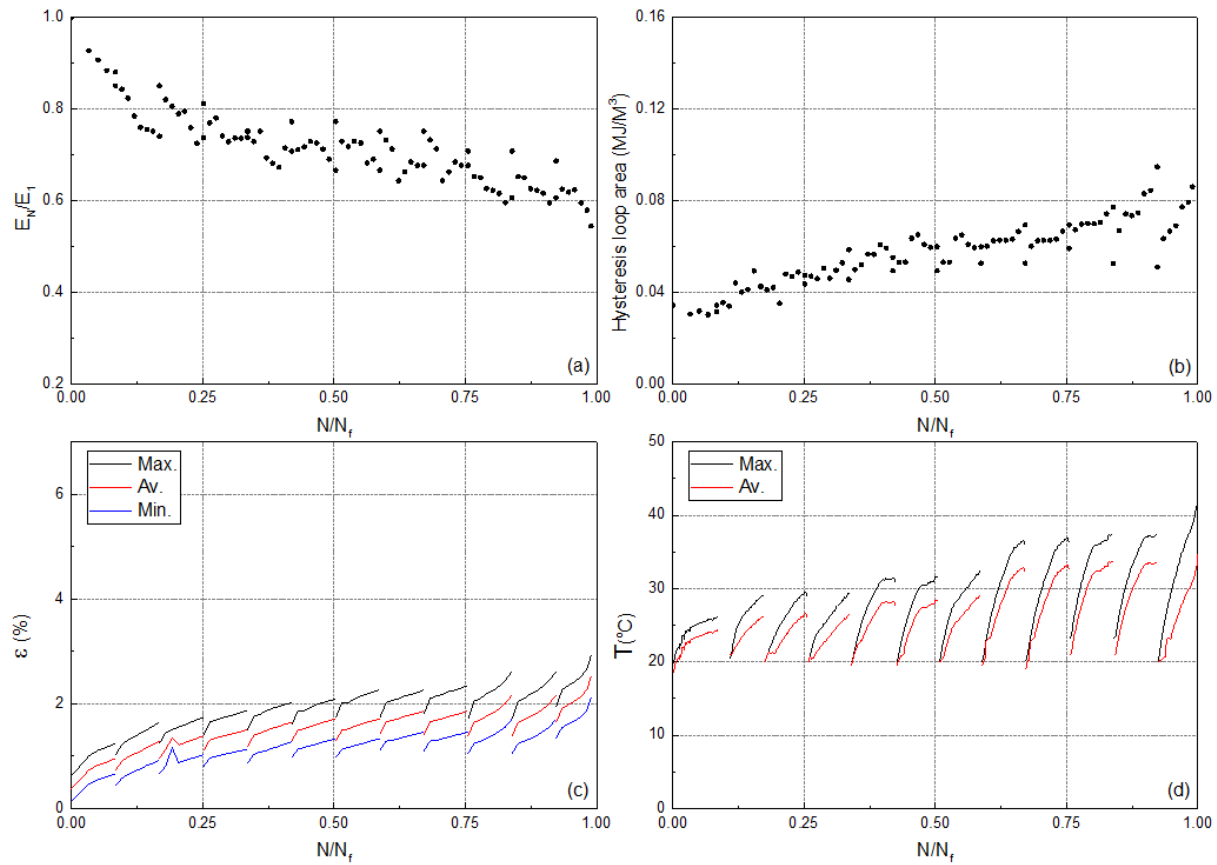 1.0
0.8
0.6
0.4
0.2
E_N/E_1
0.00
0.25
0.50
0.75
1.00
N/N_f
(a)
0.16
0.12
0.08
0.04
0.00
Hysteresis loop area (MJ/M^3)
0.00
0.25
0.50
0.75
1.00
N/N_f
(b)
Max.
Av.
Min.
6
4
2
0
ε (%)
0.00
0.25
0.50
0.75
1.00
N/N_f
(c)
Max.
Av.
50
40
30
20
10
0
T(°C)
0.00
0.25
0.50
0.75
1.00
N/N_f
(d)